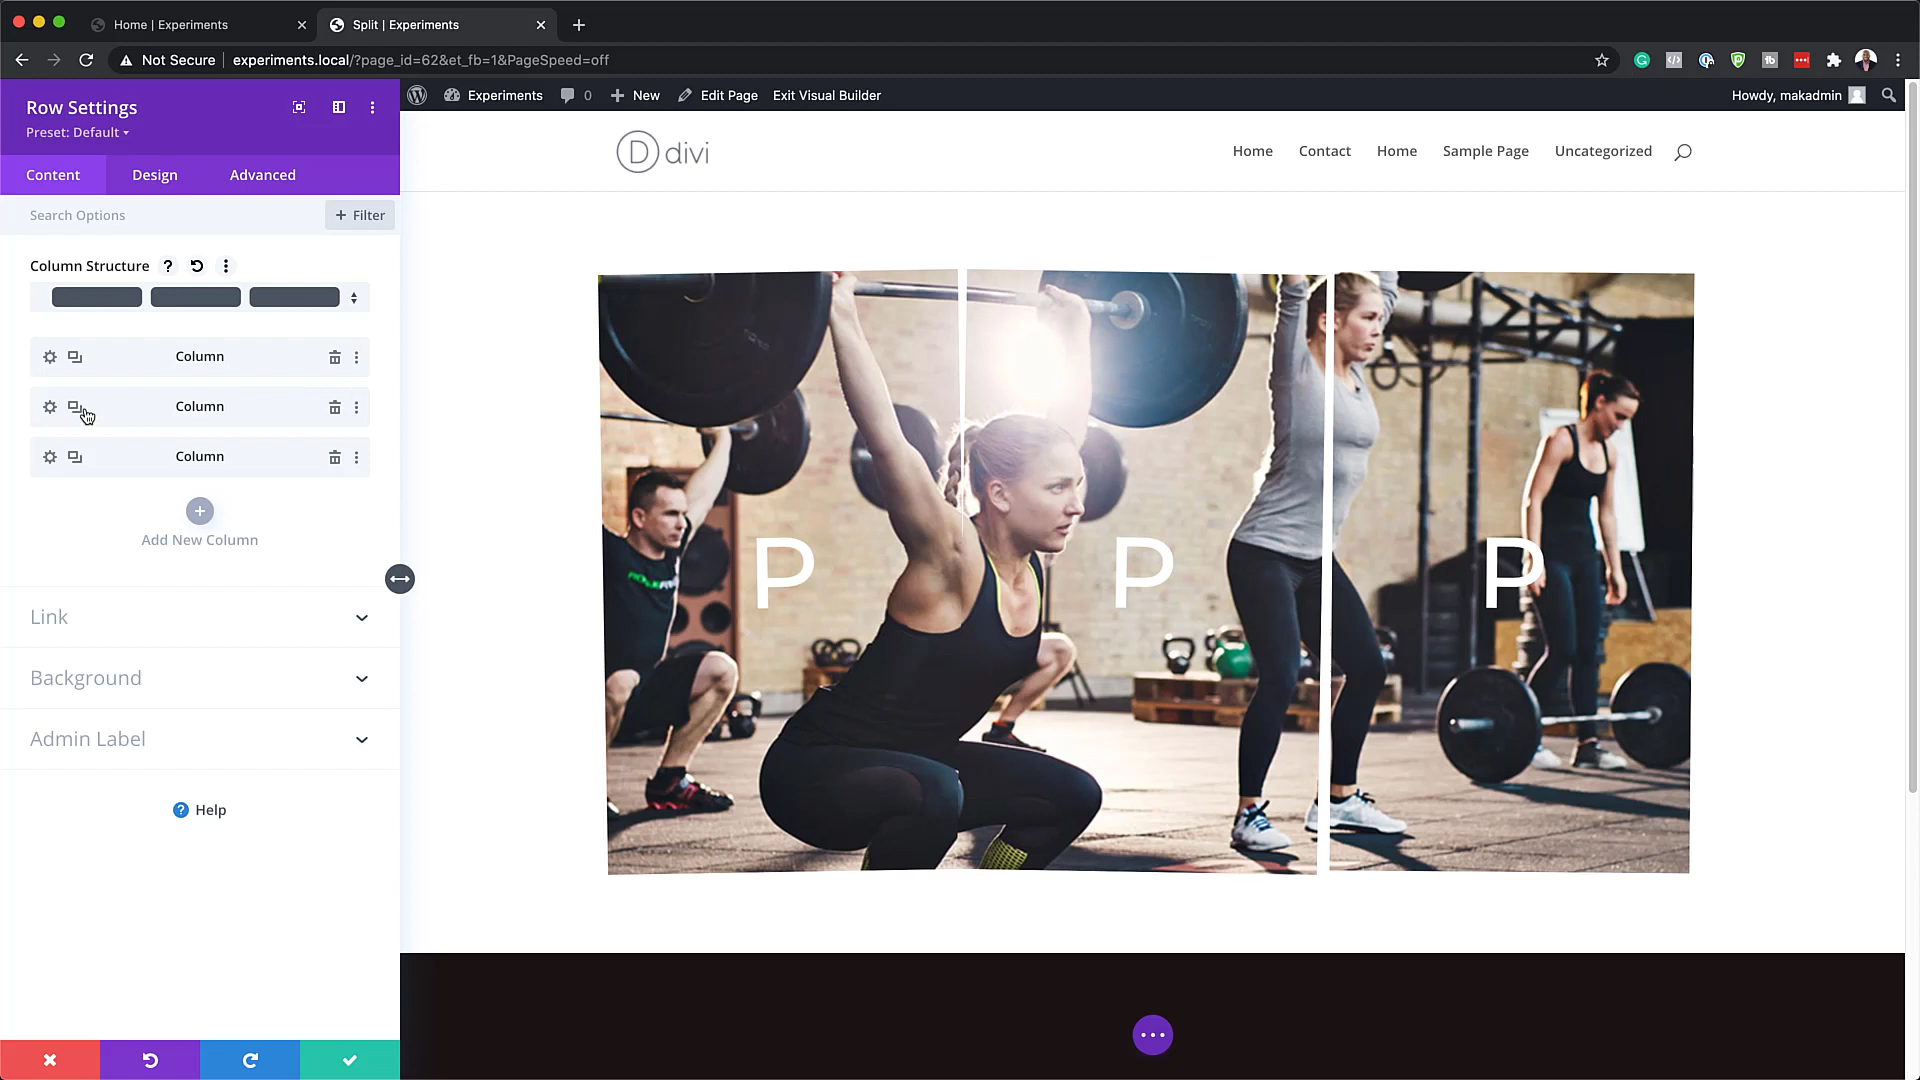 Home | Experiments
Split | Experiments
Not Secure
experiments.local/?page_id=62&et_fb=1&PageSpeed=off
Row Settings
Preset: Default
Content
Design
Advanced
Search Options
+ Filter
Column Structure
Column
Column
Column
Add New Column
Link
Background
Admin Label
? Help
Experiments
0
New
Edit Page
Exit Visual Builder
Howdy, makadmin
D divi
Home
Contact
Home
Sample Page
Uncategorized
P
P
P